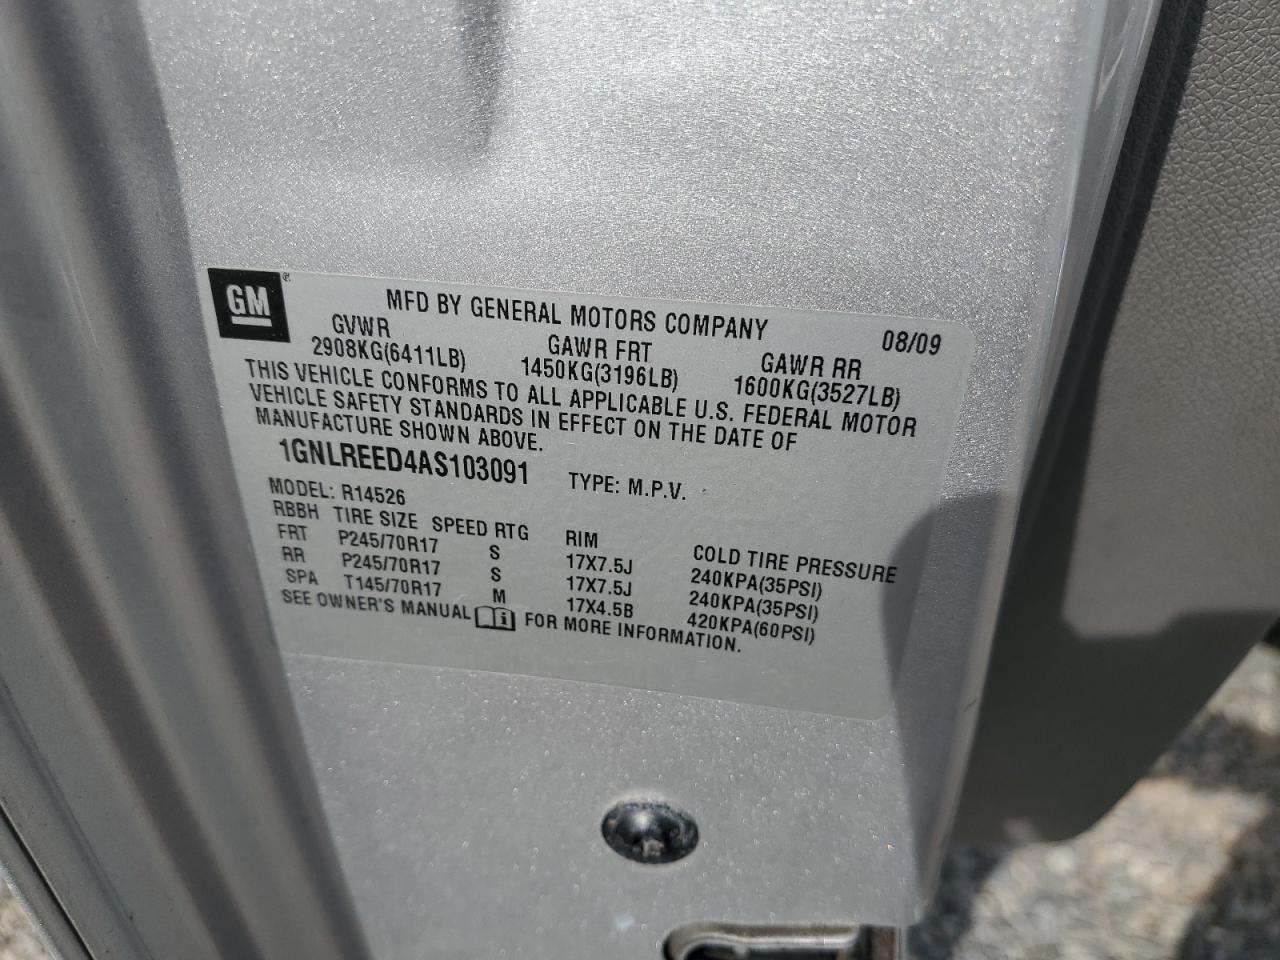 GM ®
MFD BY GENERAL MOTORS COMPANY 08/09
GVWR GAWR FRT GAWR RR
2908KG(6411LB) 1450KG(3196LB) 1600KG(3527LB)
THIS VEHICLE CONFORMS TO ALL APPLICABLE U.S. FEDERAL MOTOR
VEHICLE SAFETY STANDARDS IN EFFECT ON THE DATE OF
MANUFACTURE SHOWN ABOVE.
1GNLREED4AS103091 TYPE: M.P.V.
MODEL: R14526
RBBH TIRE SIZE SPEED RTG RIM COLD TIRE PRESSURE
FRT P245/70R17 S 17X7.5J 240KPA(35PSI)
RR P245/70R17 S 17X7.5J 240KPA(35PSI)
SPA T145/70R17 M 17X4.5B 420KPA(60PSI)
SEE OWNER'S MANUAL i FOR MORE INFORMATION.